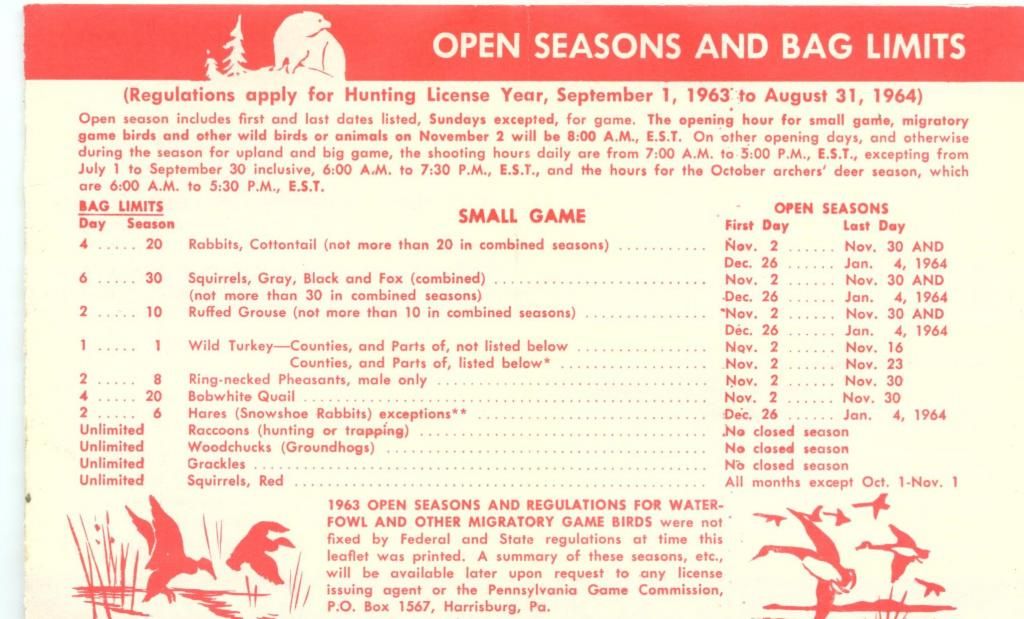 OPEN SEASONS AND BAG LIMITS
(Regulations apply for Hunting License Year, September 1, 1963 to August 31, 1964)
Open season includes first and last dates listed, Sundays excepted, for game. The opening hour for small game, migratory
game birds and other wild birds or animals on November 2 will be 8:00 A.M., E.S.T. On other opening days, and otherwise
during the season for upland and big game, the shooting hours daily are from 7:00 A.M. to 5:00 P.M., E.S.T., excepting from
July 1 to September 30 inclusive, 6:00 A.M. to 7:30 P.M., E.S.T., and the hours for the October archers' deer season, which
are 6:00 A.M. to 5:30 P.M., E.S.T.
BAG LIMITS SMALL GAME OPEN SEASONS
Day Season First Day Last Day
4 ..... 20 Rabbits, Cottontail (not more than 20 in combined seasons) ............ Nov. 2 ...... Nov. 30 AND
Dec. 26 ...... Jan. 4, 1964
6 ..... 30 Squirrels, Gray, Black and Fox (combined) ............................ Nov. 2 ...... Nov. 30 AND
(not more than 30 in combined seasons) Dec. 26 ...... Jan. 4, 1964
2 ..... 10 Ruffed Grouse (not more than 10 in combined seasons) ................ Nov. 2 ...... Nov. 30 AND
Dec. 26 ...... Jan. 4, 1964
1 ..... 1 Wild Turkey—Counties, and Parts of, not listed below .................. Nov. 2 ...... Nov. 16
Counties, and Parts of, listed below* .................... Nov. 2 ...... Nov. 23
2 ..... 8 Ring-necked Pheasants, male only .................................... Nov. 2 ...... Nov. 30
4 ..... 20 Bobwhite Quail ...................................................... Nov. 2 ...... Nov. 30
2 ..... 6 Hares (Snowshoe Rabbits) exceptions** .............................. Dec. 26 ...... Jan. 4, 1964
Unlimited Raccoons (hunting or trapping) ...................................... No closed season
Unlimited Woodchucks (Groundhogs) .......................................... No closed season
Unlimited Grackles .......................................................... No closed season
Unlimited Squirrels, Red .................................................... All months except Oct. 1-Nov. 1
1963 OPEN SEASONS AND REGULATIONS FOR WATER-
FOWL AND OTHER MIGRATORY GAME BIRDS were not
fixed by Federal and State regulations at time this
leaflet was printed. A summary of these seasons, etc.,
will be available later upon request to any license
issuing agent or the Pennsylvania Game Commission,
P.O. Box 1567, Harrisburg, Pa.